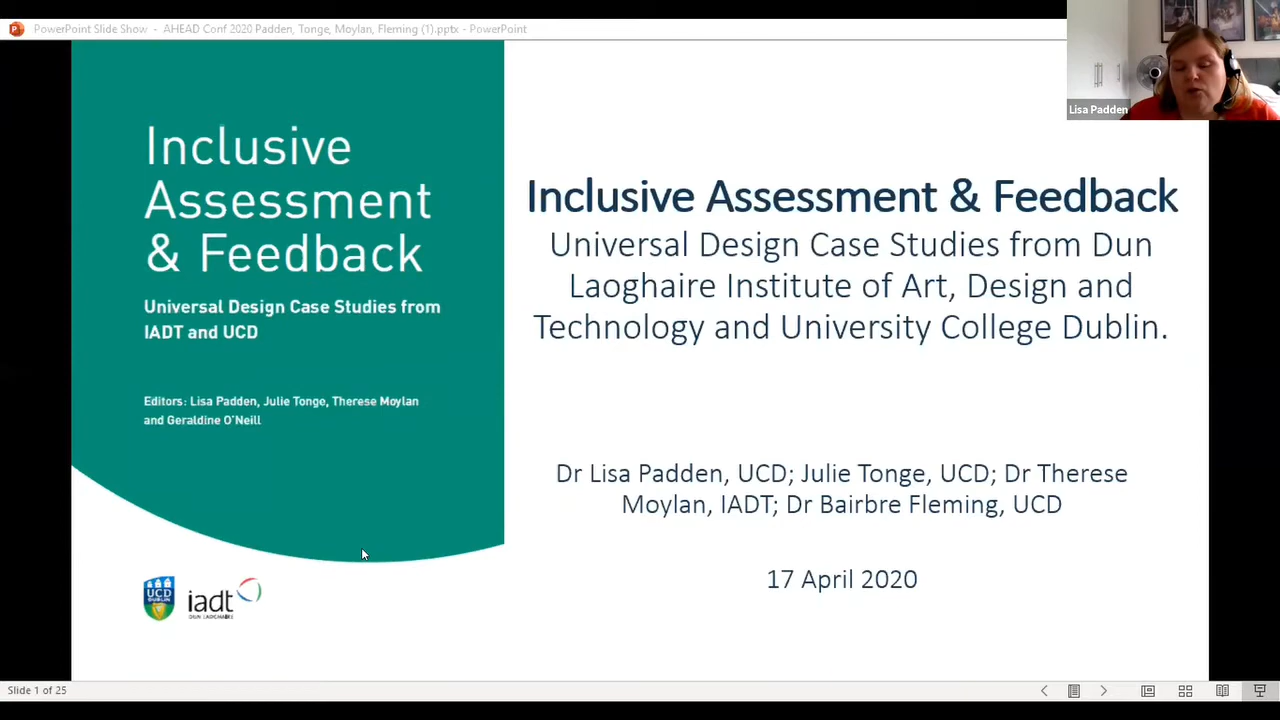 PowerPoint Slide Show - AHEAD Conf 2020 Padden, Tonge, Moylan, Fleming (1).pptx - PowerPoint
Lisa Padden
Inclusive
Assessment
& Feedback
Universal Design Case Studies from
IADT and UCD
Editors: Lisa Padden, Julie Tonge, Therese Moylan
and Geraldine O'Neill
UCD
DUBLIN
iadt
DUN LAOGHAIRE
Inclusive Assessment & Feedback
Universal Design Case Studies from Dun
Laoghaire Institute of Art, Design and
Technology and University College Dublin.
Dr Lisa Padden, UCD; Julie Tonge, UCD; Dr Therese
Moylan, IADT; Dr Bairbre Fleming, UCD
17 April 2020
Slide 1 of 25